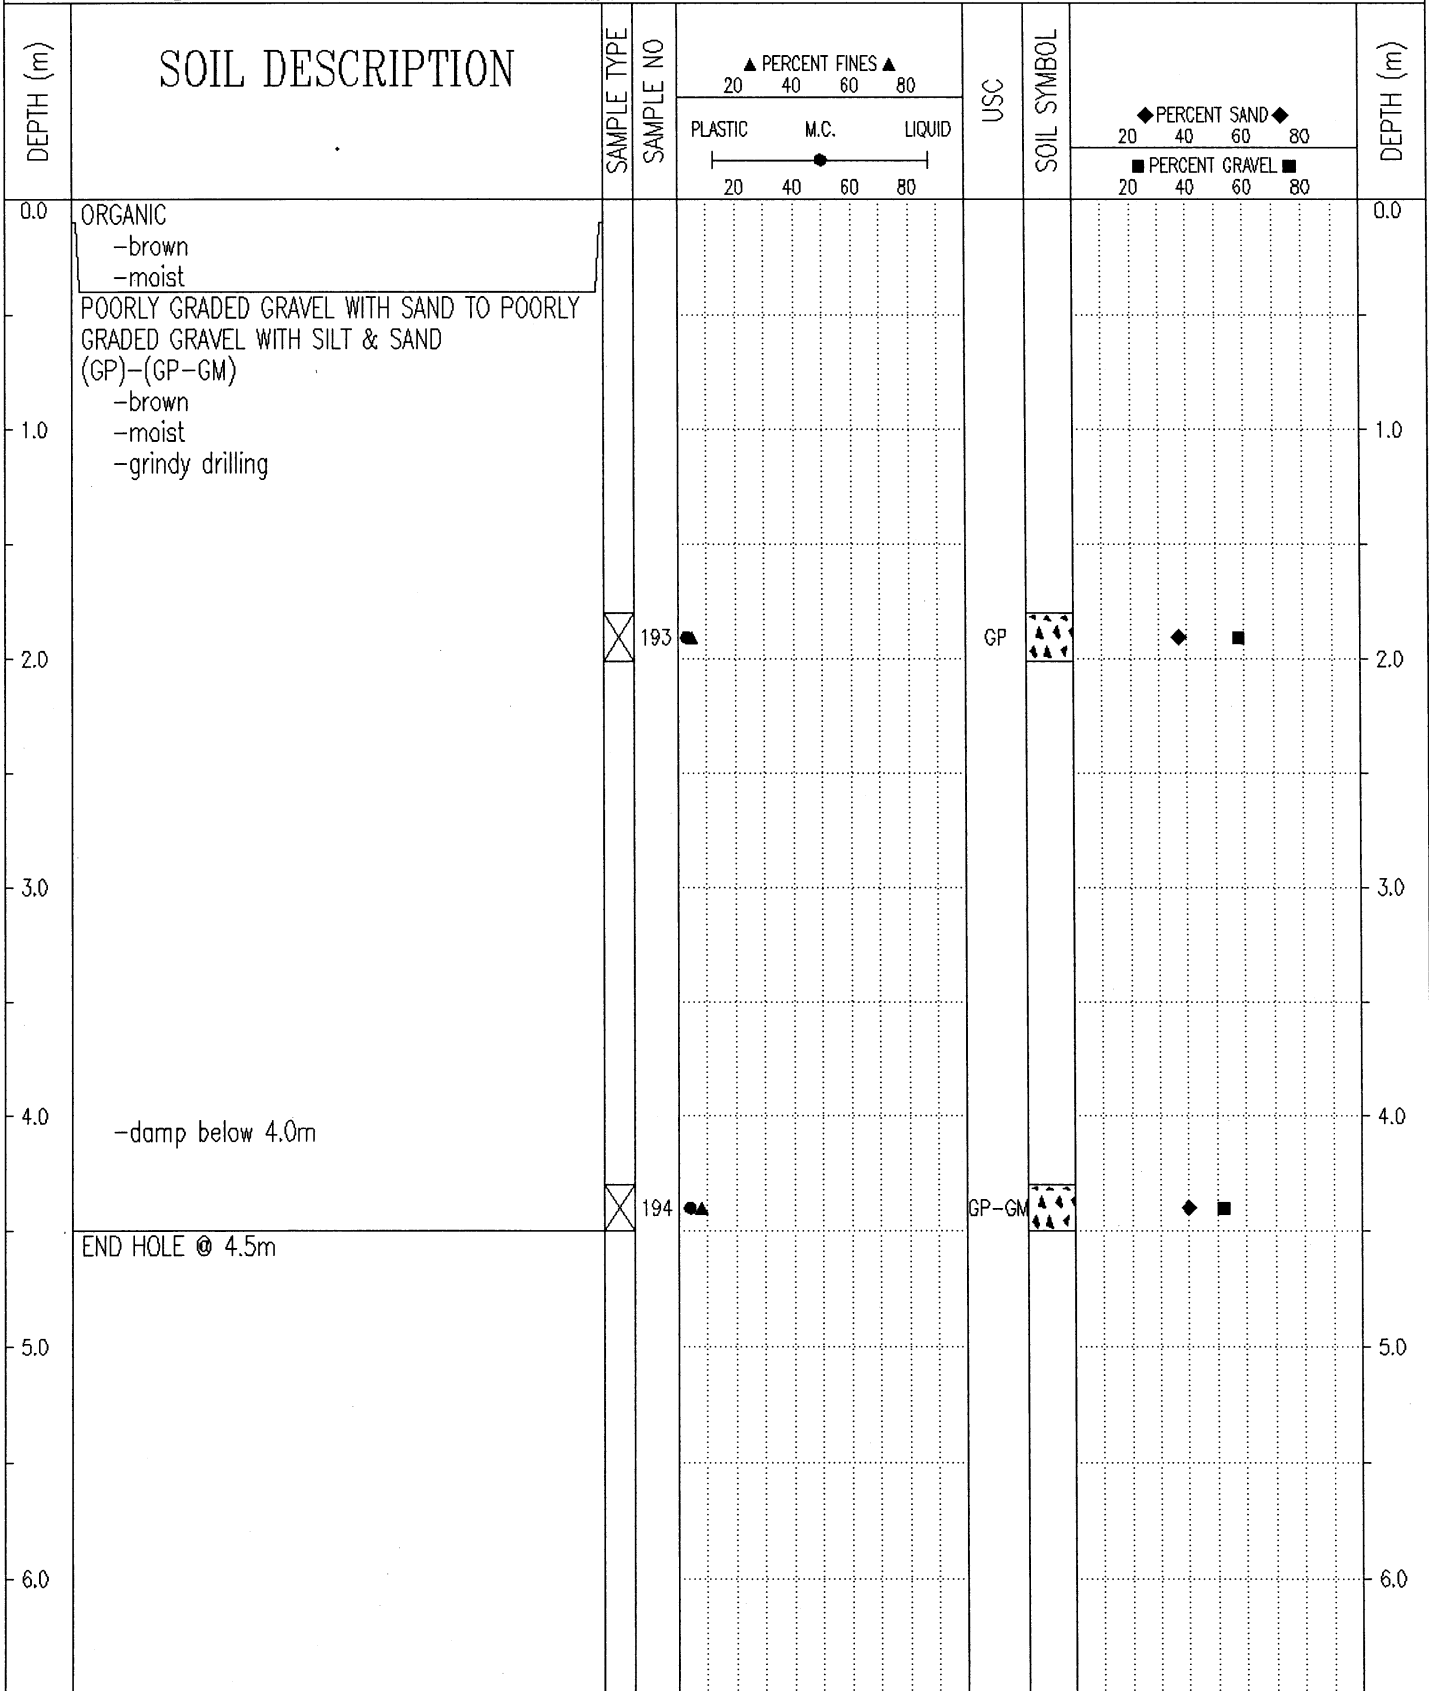 DEPTH (m)
SOIL DESCRIPTION
SAMPLE TYPE
SAMPLE NO
▲ PERCENT FINES ▲
20 40 60 80
PLASTIC M.C. LIQUID
20 40 60 80
USC
SOIL SYMBOL
◆ PERCENT SAND ◆
20 40 60 80
■ PERCENT GRAVEL ■
20 40 60 80
DEPTH (m)
0.0 ORGANIC 0.0
-brown
-moist
POORLY GRADED GRAVEL WITH SAND TO POORLY
GRADED GRAVEL WITH SILT & SAND
(GP)-(GP-GM)
-brown
1.0 -moist 1.0
-grindy drilling
193 GP
2.0 2.0
3.0 3.0
4.0 4.0
-damp below 4.0m
194 GP-GM
END HOLE @ 4.5m
5.0 5.0
6.0 6.0